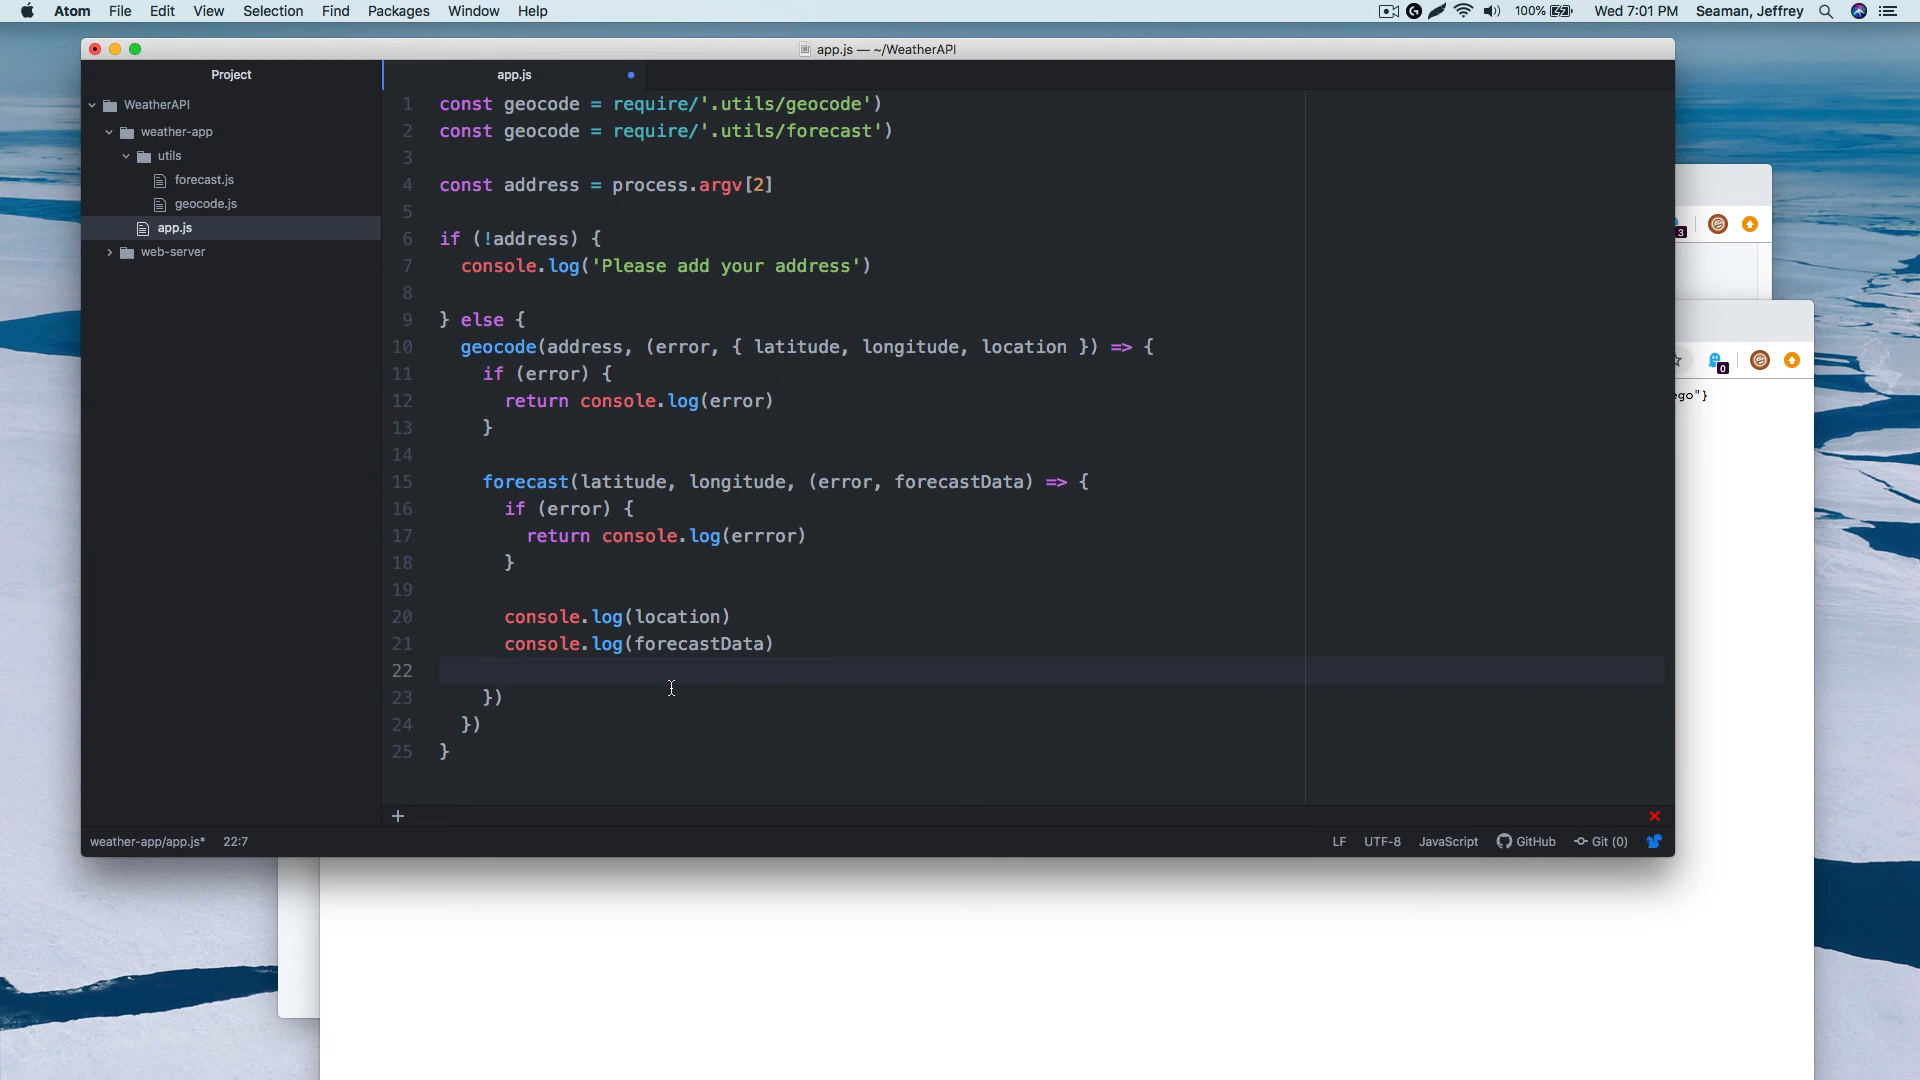 Atom File Edit View Selection Find Packages Window Help 100% Wed 7:01 PM Seaman, Jeffrey
app.js — ~/WeatherAPI
Project
app.js
WeatherAPI
weather-app
utils
forecast.js
geocode.js
app.js
web-server
1 const geocode = require/'.utils/geocode')
2 const geocode = require/'.utils/forecast')
3
4 const address = process.argv[2]
5
6 if (!address) {
7 console.log('Please add your address')
8
9 } else {
10 geocode(address, (error, { latitude, longitude, location }) => {
11 if (error) {
12 return console.log(error)
13 }
14
15 forecast(latitude, longitude, (error, forecastData) => {
16 if (error) {
17 return console.log(errror)
18 }
19
20 console.log(location)
21 console.log(forecastData)
22
23 })
24 })
25 }
3
0
ego"}
weather-app/app.js* 22:7 LF UTF-8 JavaScript GitHub Git (0)